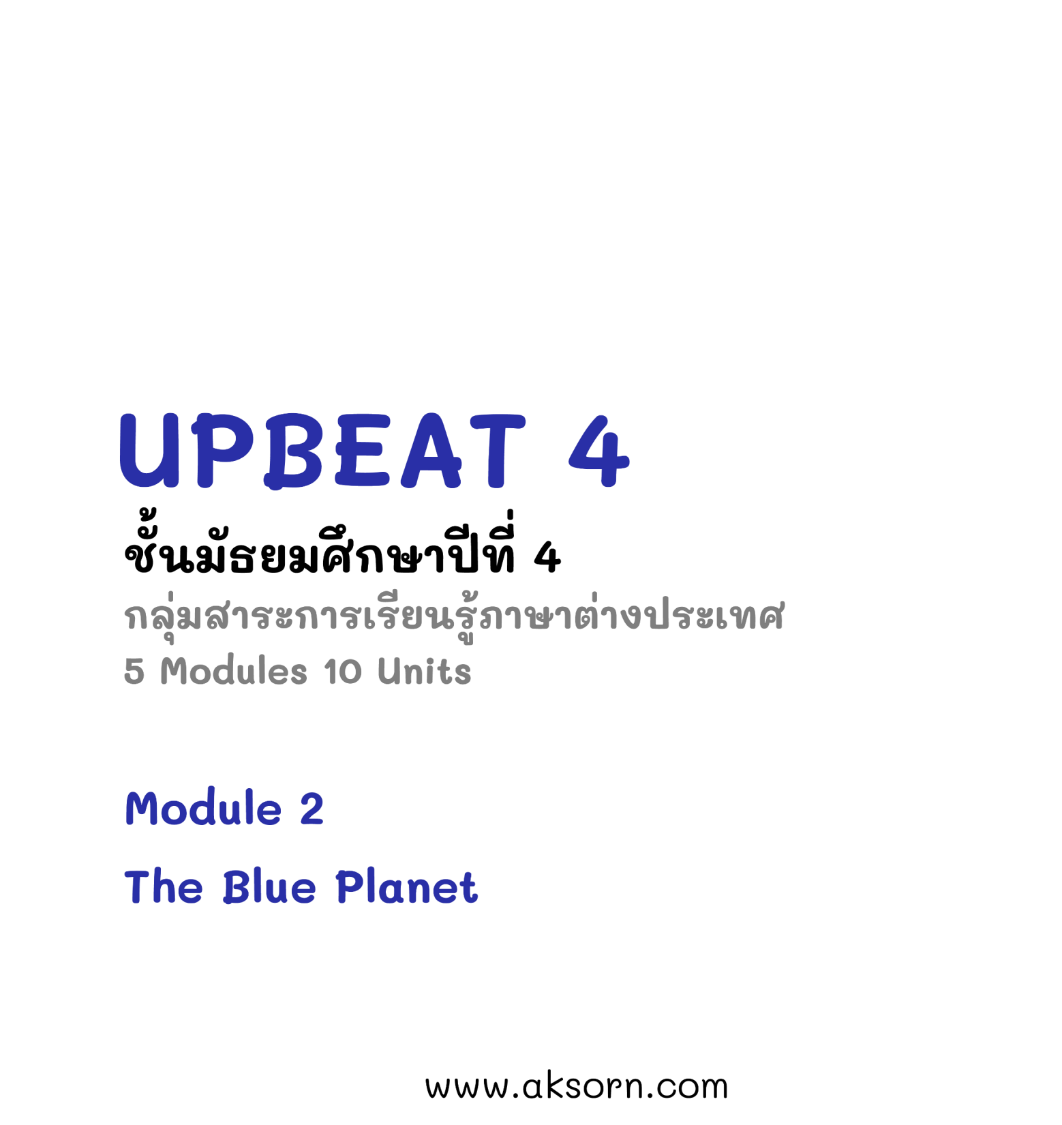 UPBEAT 4
ชั้นมัธยมศึกษาปีที่ 4
กลุ่มสาระการเรียนรู้ภาษาต่างประเทศ
5 Modules 10 Units
Module 2
The Blue Planet
www.aksorn.com